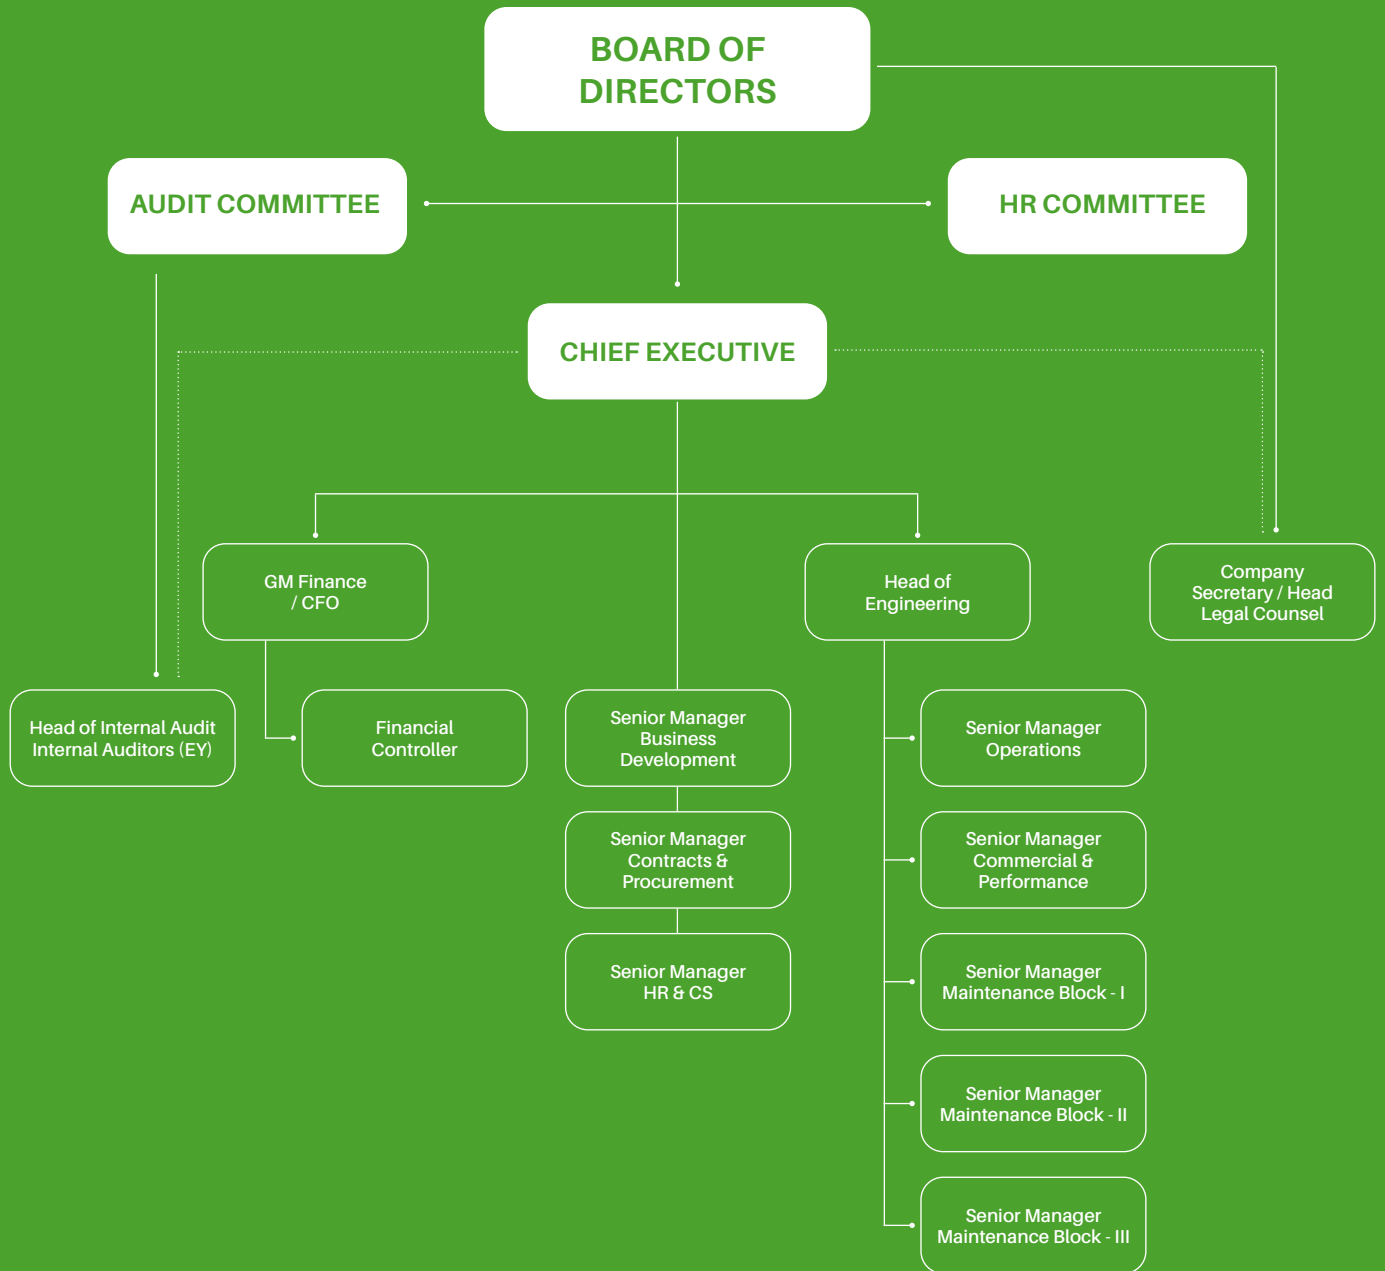 BOARD OF
DIRECTORS
AUDIT COMMITTEE
HR COMMITTEE
CHIEF EXECUTIVE
GM Finance
/ CFO
Head of
Engineering
Company
Secretary / Head
Legal Counsel
Head of Internal Audit
Internal Auditors (EY)
Financial
Controller
Senior Manager
Business
Development
Senior Manager
Operations
Senior Manager
Contracts &
Procurement
Senior Manager
Commercial &
Performance
Senior Manager
HR & CS
Senior Manager
Maintenance Block - I
Senior Manager
Maintenance Block - II
Senior Manager
Maintenance Block - III